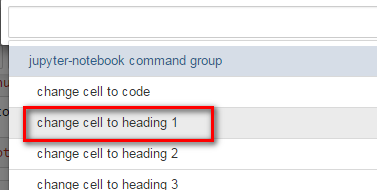 jupyter-notebook command group
change cell to code
change cell to heading 1
change cell to heading 2
change cell to heading 3